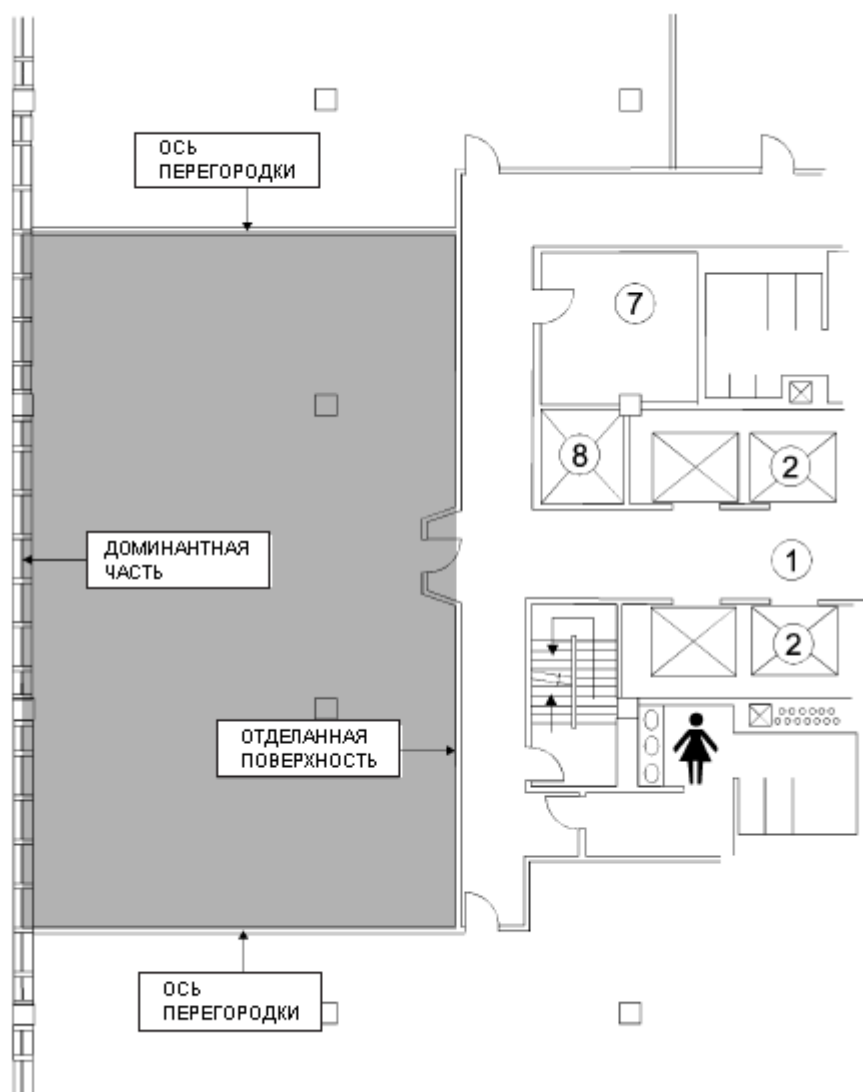 ОСЬ
ПЕРЕГОРОДКИ
7
8
2
ДОМИНАНТНАЯ
ЧАСТЬ
1
2
ОТДЕЛАННАЯ
ПОВЕРХНОСТЬ
ОСЬ
ПЕРЕГОРОДКИ